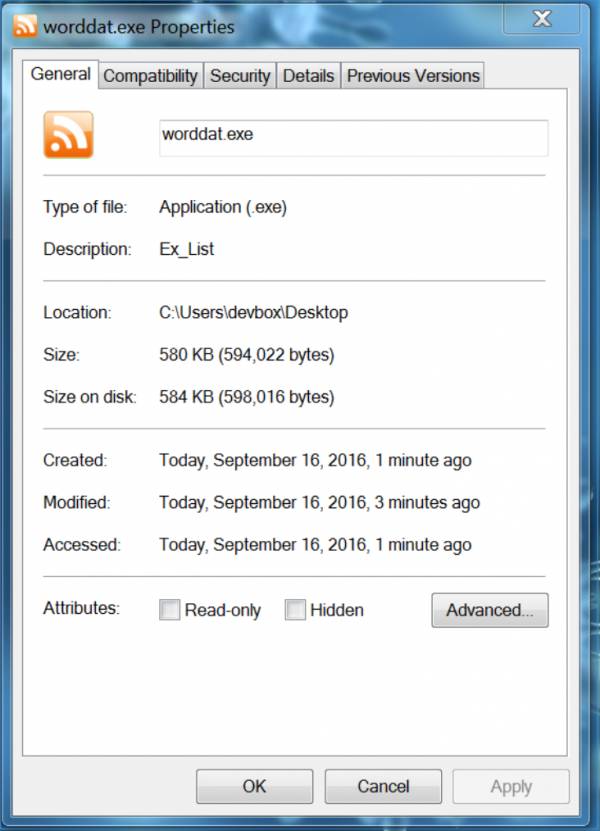 worddat.exe Properties
General Compatibility Security Details Previous Versions
worddat.exe
Type of file: Application (.exe)
Description: Ex_List
Location: C:\Users\devbox\Desktop
Size: 580 KB (594,022 bytes)
Size on disk: 584 KB (598,016 bytes)
Created: Today, September 16, 2016, 1 minute ago
Modified: Today, September 16, 2016, 3 minutes ago
Accessed: Today, September 16, 2016, 1 minute ago
Attributes: Read-only Hidden Advanced...
OK Cancel Apply